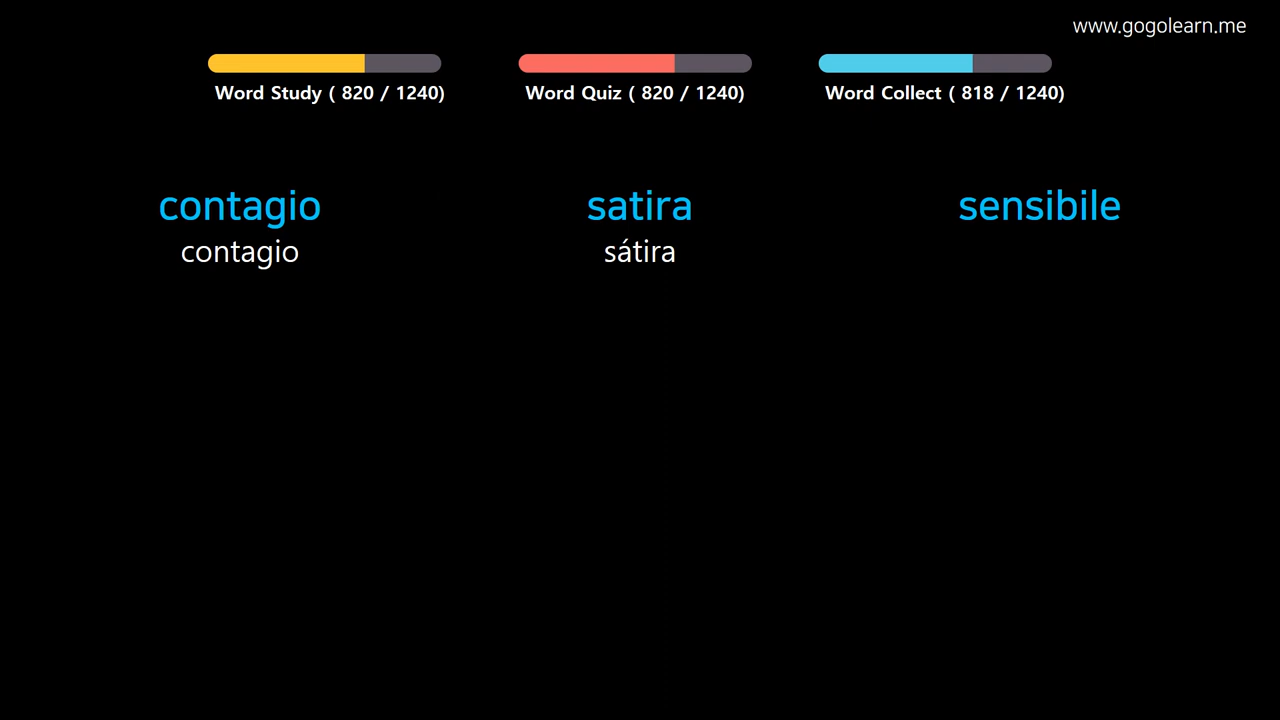 www.gogolearn.me
Word Study ( 820 / 1240)
Word Quiz ( 820 / 1240)
Word Collect ( 818 / 1240)
contagio
satira
sensibile
contagio
sátira